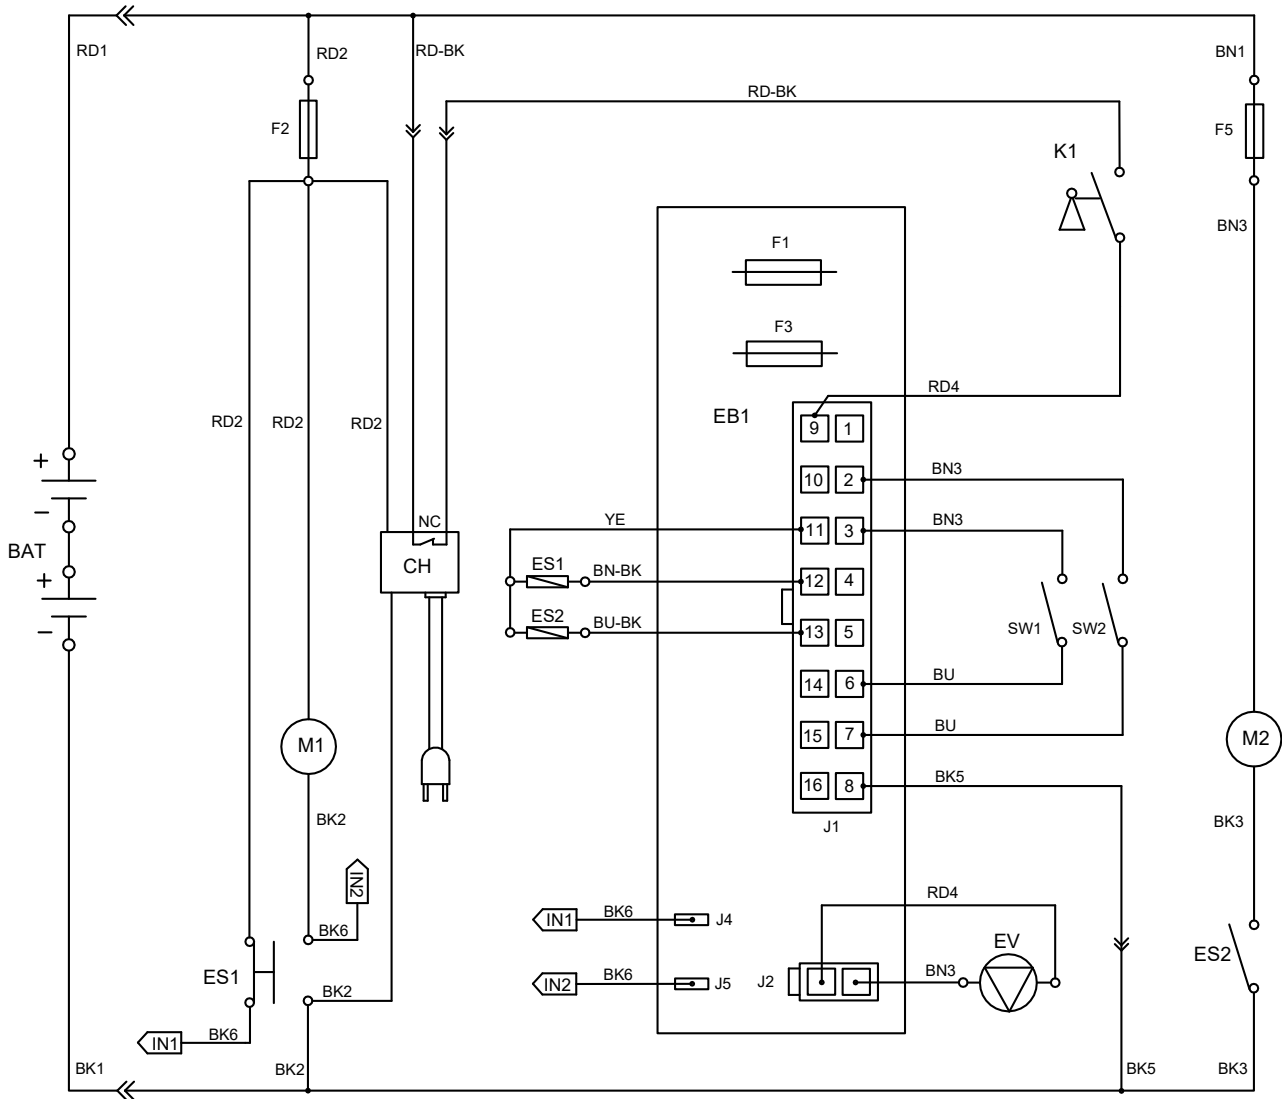 RD1
RD2
RD-BK
BN1
RD-BK
F2
F5
K1
BN3
F1
F3
RD4
EB1
9 1
RD2
RD2
RD2
+
10 2
BN3
NC
YE
11 3
BN3
−
BAT
CH
ES1
BN-BK
12 4
+
ES2
BU-BK
13 5
SW1
SW2
−
14 6
BU
15 7
BU
M1
M2
16 8
BK5
BK2
J1
BK3
IN2
RD4
IN1
BK6
J4
BK6
EV
ES2
ES1
IN2
BK6
J5
J2
BN3
BK2
IN1
BK6
BK1
BK2
BK5
BK3